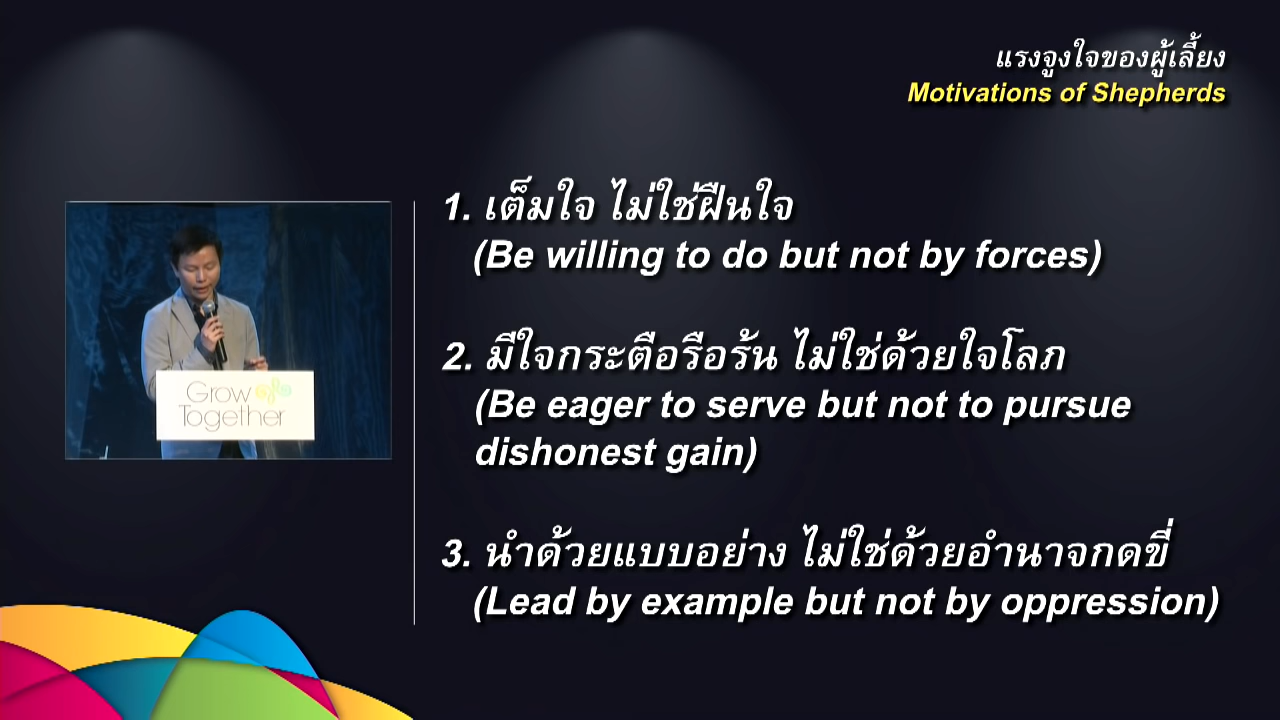 แรงจูงใจของผู้เลี้ยง
Motivations of Shepherds
1. เต็มใจ ไม่ใช่ฝืนใจ
(Be willing to do but not by forces)
2. มีใจกระตือรือร้น ไม่ใช่ด้วยใจโลภ
(Be eager to serve but not to pursue
dishonest gain)
3. นำด้วยแบบอย่าง ไม่ใช่ด้วยอำนาจกดขี่
(Lead by example but not by oppression)
Grow
Together